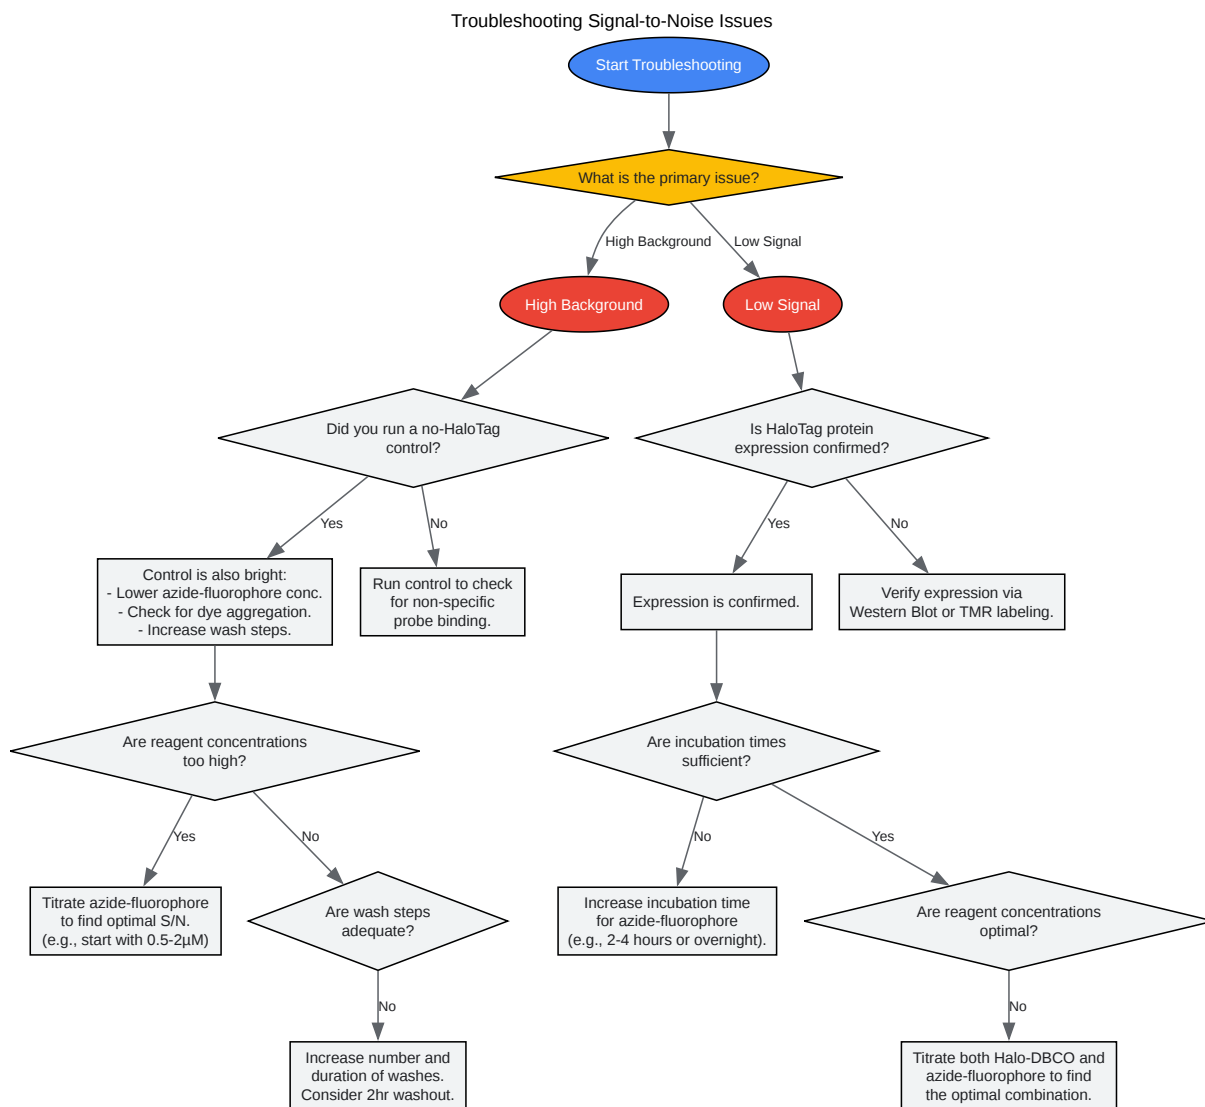 Troubleshooting Signal-to-Noise Issues
Start Troubleshooting
What is the primary issue?
High Background
Low Signal
High Background
Low Signal
Did you run a no-HaloTag
control?
Is HaloTag protein
expression confirmed?
Yes
No
Yes
No
Control is also bright:
- Lower azide-fluorophore conc.
- Check for dye aggregation.
- Increase wash steps.
Run control to check
for non-specific
probe binding.
Expression is confirmed.
Verify expression via
Western Blot or TMR labeling.
Are reagent concentrations
too high?
Are incubation times
sufficient?
Yes
No
No
Yes
Titrate azide-fluorophore
to find optimal S/N.
(e.g., start with 0.5-2µM)
Are wash steps
adequate?
Increase incubation time
for azide-fluorophore
(e.g., 2-4 hours or overnight).
Are reagent concentrations
optimal?
No
No
Increase number and
duration of washes.
Consider 2hr washout.
Titrate both Halo-DBCO and
azide-fluorophore to find
the optimal combination.